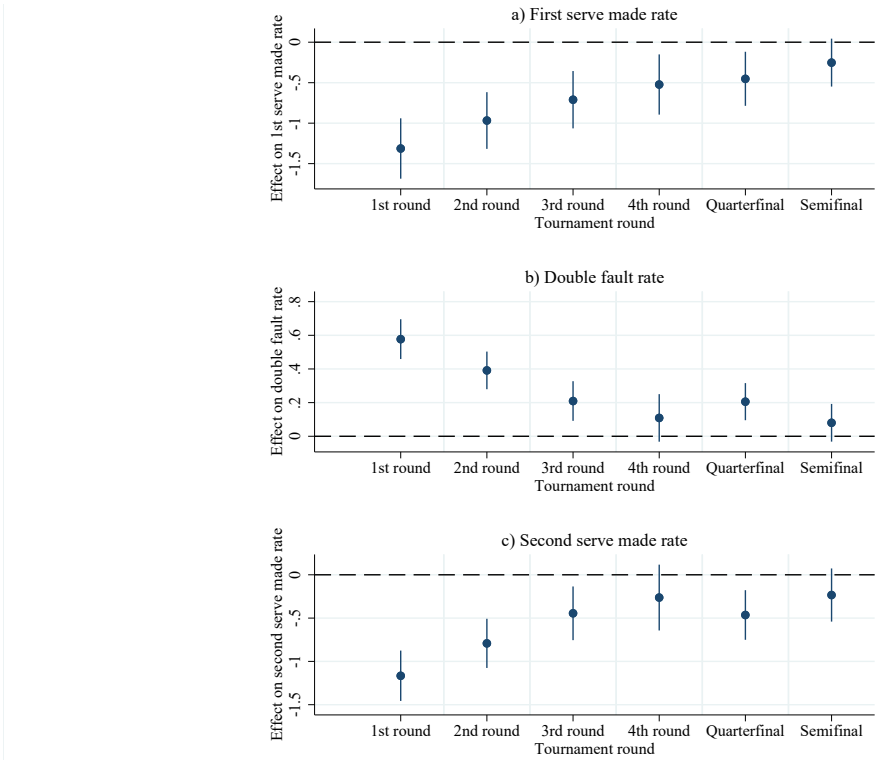 a) First serve made rate
Effect on 1st serve made rate
0
-.5
-1
-1.5
1st round 2nd round 3rd round 4th round Quarterfinal Semifinal
Tournament round
b) Double fault rate
Effect on double fault rate
.8
.6
.4
.2
0
1st round 2nd round 3rd round 4th round Quarterfinal Semifinal
Tournament round
c) Second serve made rate
Effect on second serve made rate
0
-.5
-1
-1.5
1st round 2nd round 3rd round 4th round Quarterfinal Semifinal
Tournament round